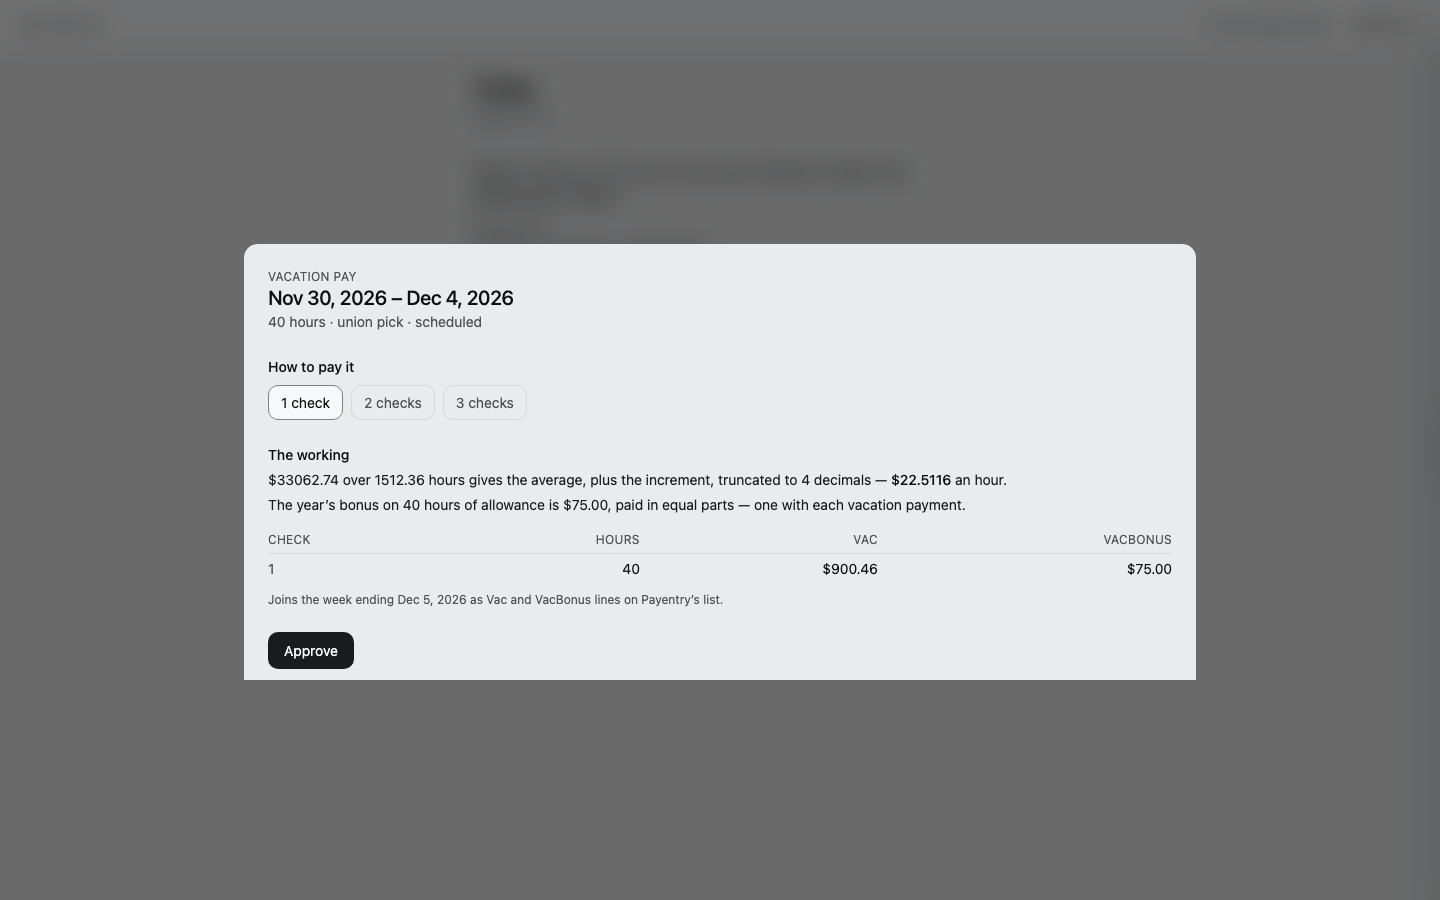 VACATION PAY
Nov 30, 2026 – Dec 4, 2026
40 hours · union pick · scheduled
How to pay it
1 check 2 checks 3 checks
The working
$33062.74 over 1512.36 hours gives the average, plus the increment, truncated to 4 decimals — $22.5116 an hour.
The year’s bonus on 40 hours of allowance is $75.00, paid in equal parts — one with each vacation payment.
CHECK HOURS VAC VACBONUS
1 40 $900.46 $75.00
Joins the week ending Dec 5, 2026 as Vac and VacBonus lines on Payentry’s list.
Approve